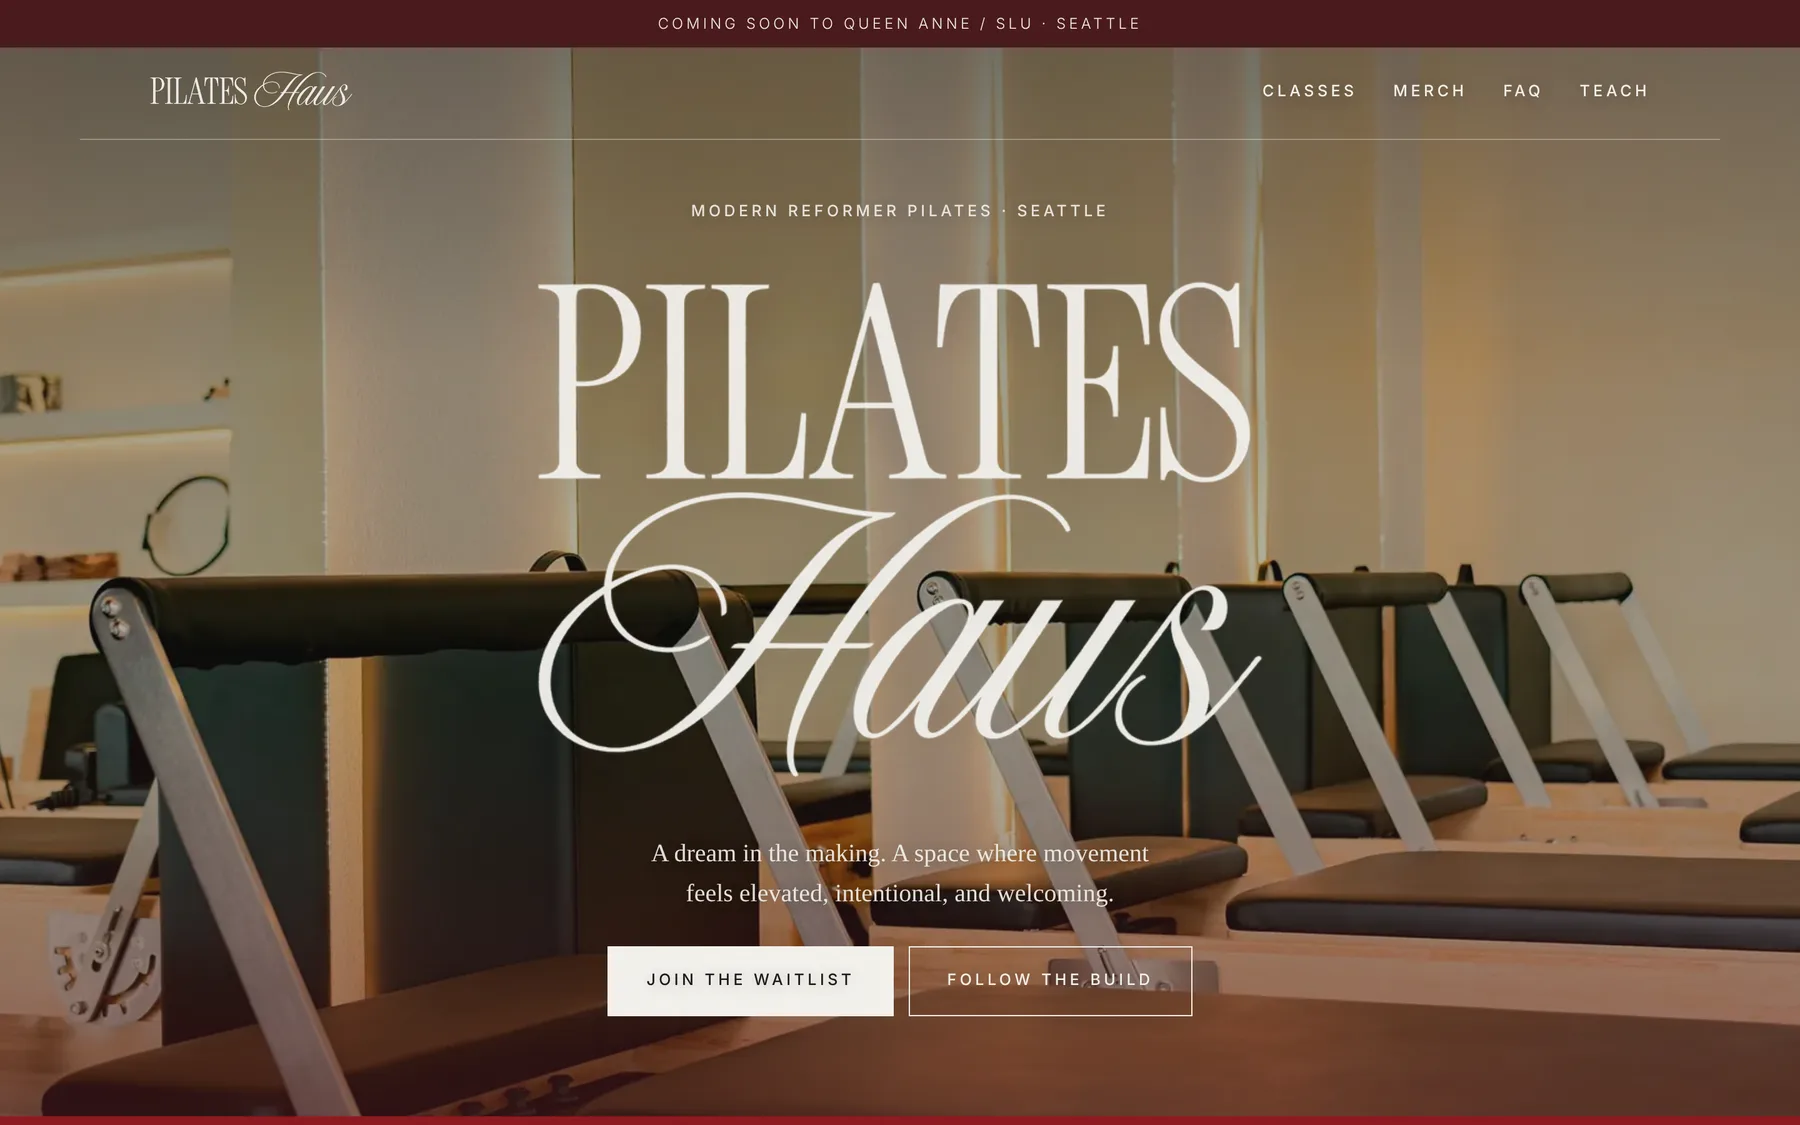 COMING SOON TO QUEEN ANNE / SLU · SEATTLE
PILATES Haus
CLASSES MERCH FAQ TEACH
MODERN REFORMER PILATES · SEATTLE
PILATES
Haus
A dream in the making. A space where movement
feels elevated, intentional, and welcoming.
JOIN THE WAITLIST FOLLOW THE BUILD